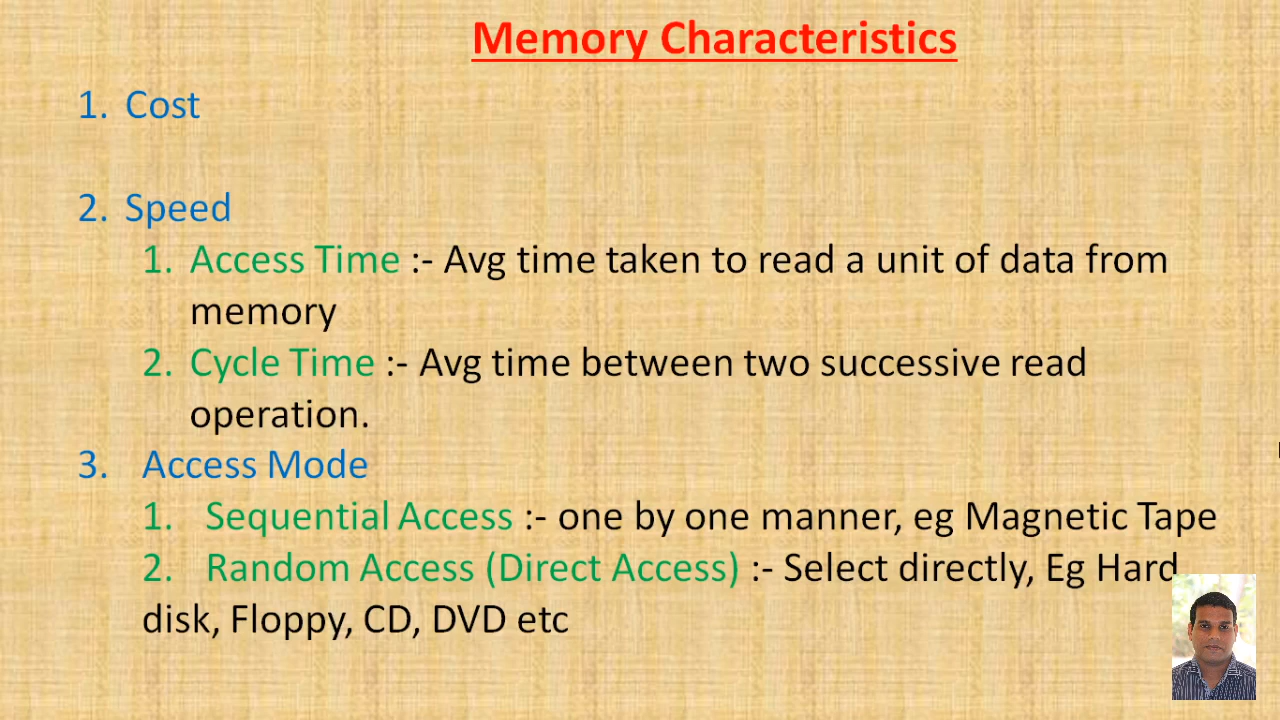 Memory Characteristics
1. Cost
2. Speed
1. Access Time :- Avg time taken to read a unit of data from
memory
2. Cycle Time :- Avg time between two successive read
operation.
3. Access Mode
1. Sequential Access :- one by one manner, eg Magnetic Tape
2. Random Access (Direct Access) :- Select directly, Eg Hard
disk, Floppy, CD, DVD etc